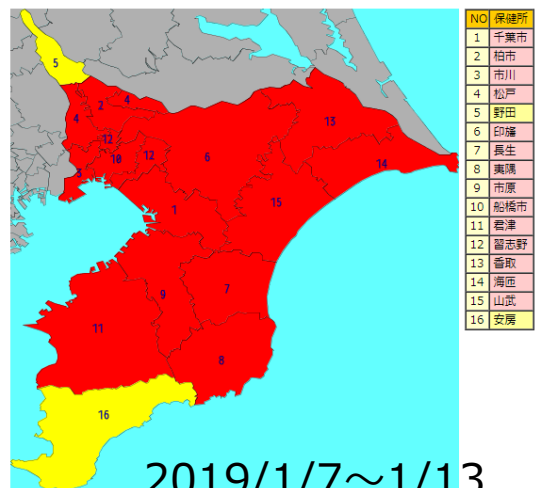 NO 保健所
1 千葉市
2 柏市
3 市川
4 松戸
5 野田
6 印旛
7 長生
8 夷隅
9 市原
10 船橋市
11 君津
12 習志野
13 香取
14 海匝
15 山武
16 安房
5
2 4
4
12
10 12
3
6
13
14
1
15
9
7
11
8
16
2019/1/7～1/13